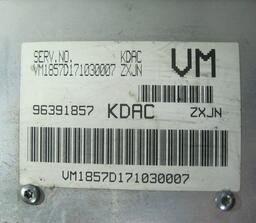 SERV.NO. KDAC VM
VM1857D171030007 ZXJN
96391857 KDAC ZXJN
VM1857D171030007